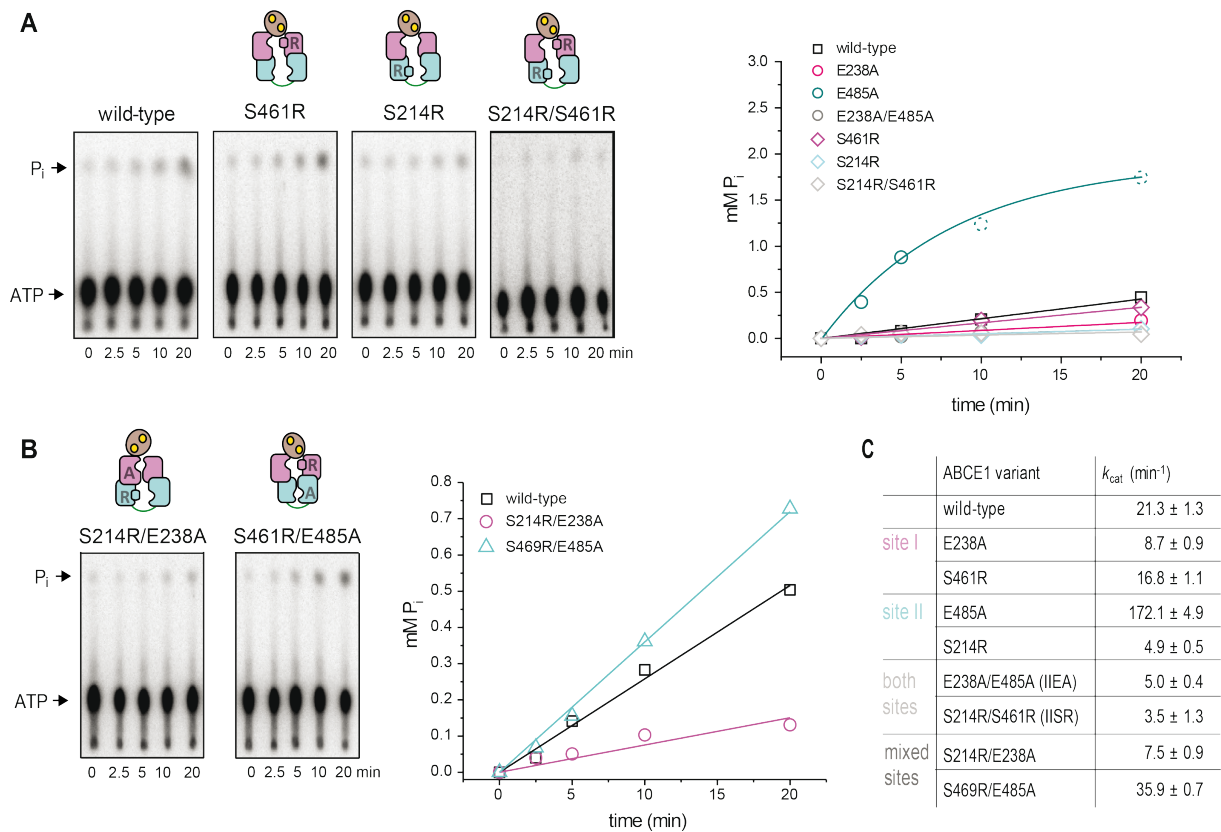 A
R
R
R
R
wild-type
S461R
S214R
S214R/S461R
Pi
ATP
0 2.5 5 10 20
0 2.5 5 10 20
0 2.5 5 10 20
0 2.5 5 10 20 min
wild-type
E238A
E485A
E238A/E485A
S461R
S214R
S214R/S461R
3.0
2.5
2.0
1.5
1.0
0.5
0.0
mM Pi
0 5 10 15 20
time (min)
B
A
R
R
A
S214R/E238A
S461R/E485A
Pi
ATP
0 2.5 5 10 20
0 2.5 5 10 20 min
wild-type
S214R/E238A
S469R/E485A
0.8
0.7
0.6
0.5
0.4
0.3
0.2
0.1
0.0
mM Pi
0 5 10 15 20
time (min)
C
ABCE1 variant kcat (min-1)
wild-type 21.3 ± 1.3
site I E238A 8.7 ± 0.9
S461R 16.8 ± 1.1
site II E485A 172.1 ± 4.9
S214R 4.9 ± 0.5
both sites E238A/E485A (IIEA) 5.0 ± 0.4
S214R/S461R (IISR) 3.5 ± 1.3
mixed sites S214R/E238A 7.5 ± 0.9
S469R/E485A 35.9 ± 0.7